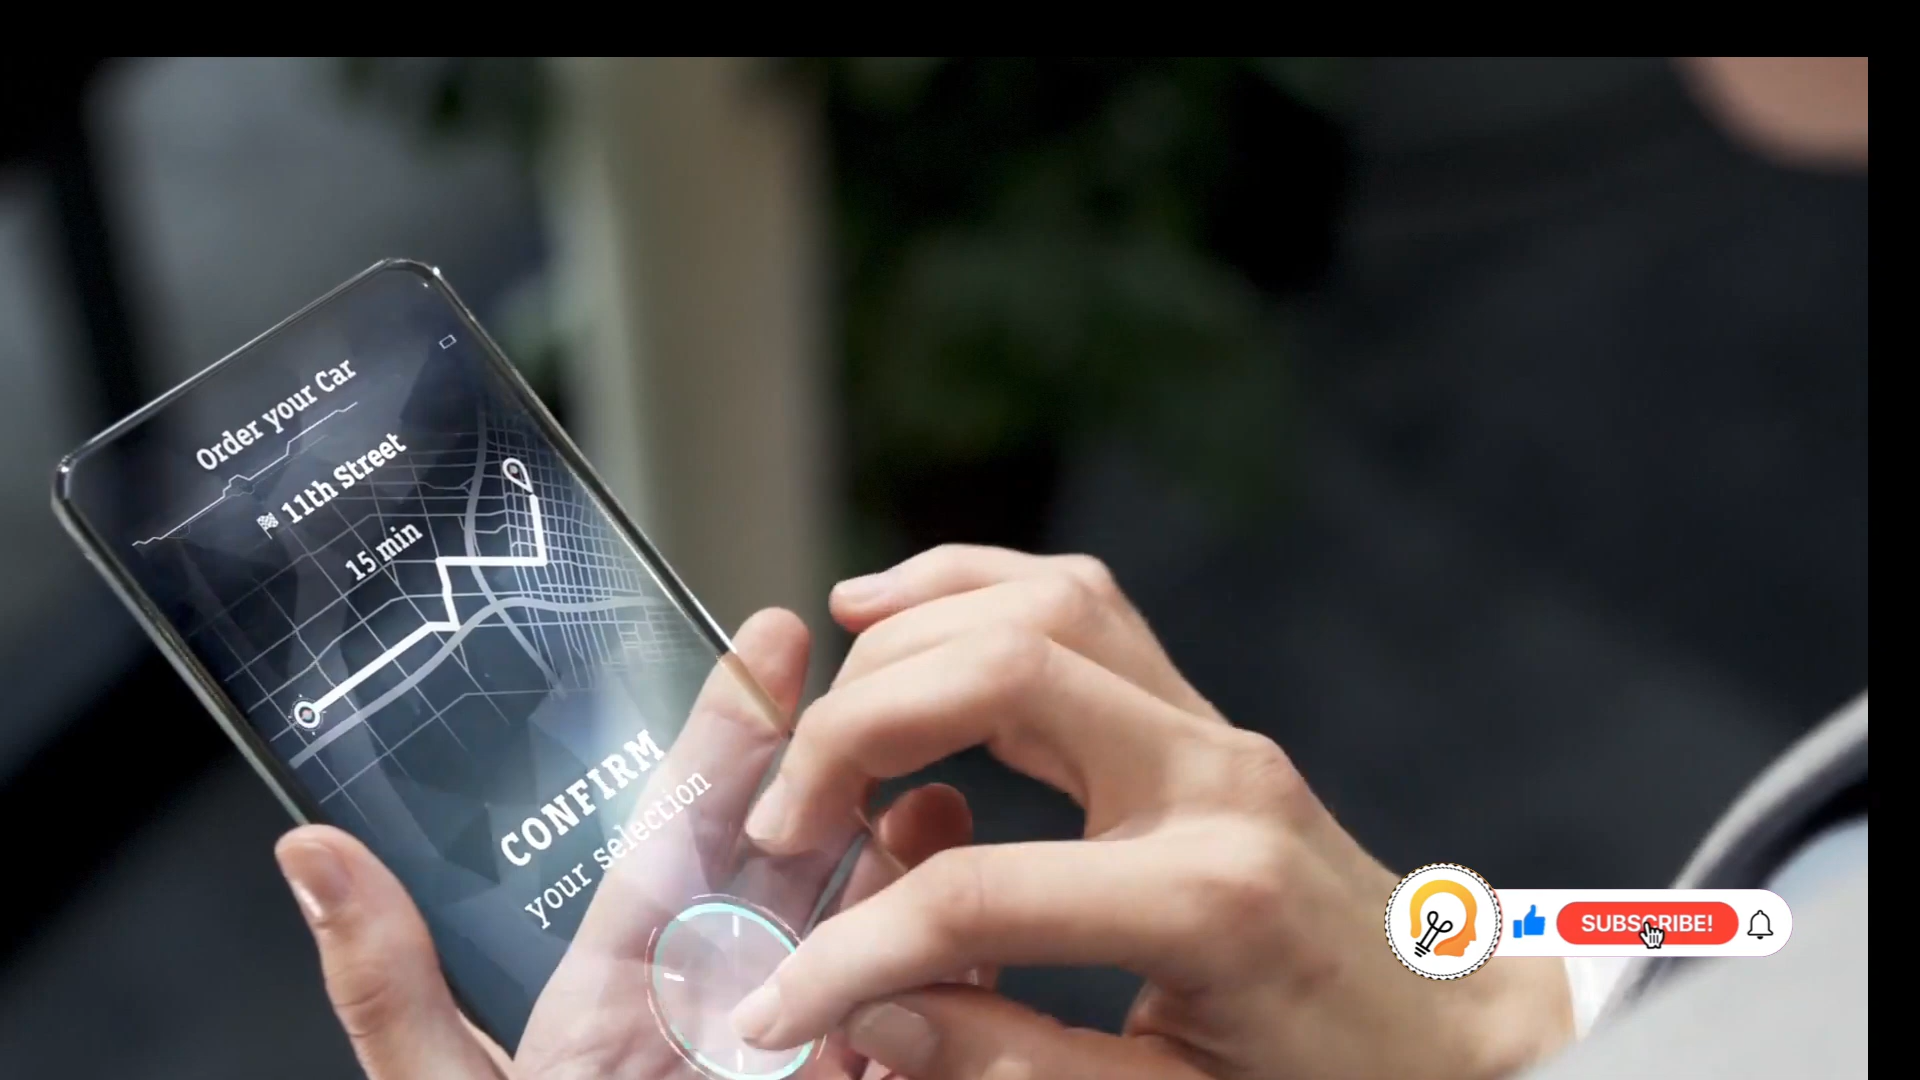 Order your Car
11th Street
15 min
CONFIRM
your selection
SUBSCRIBE!